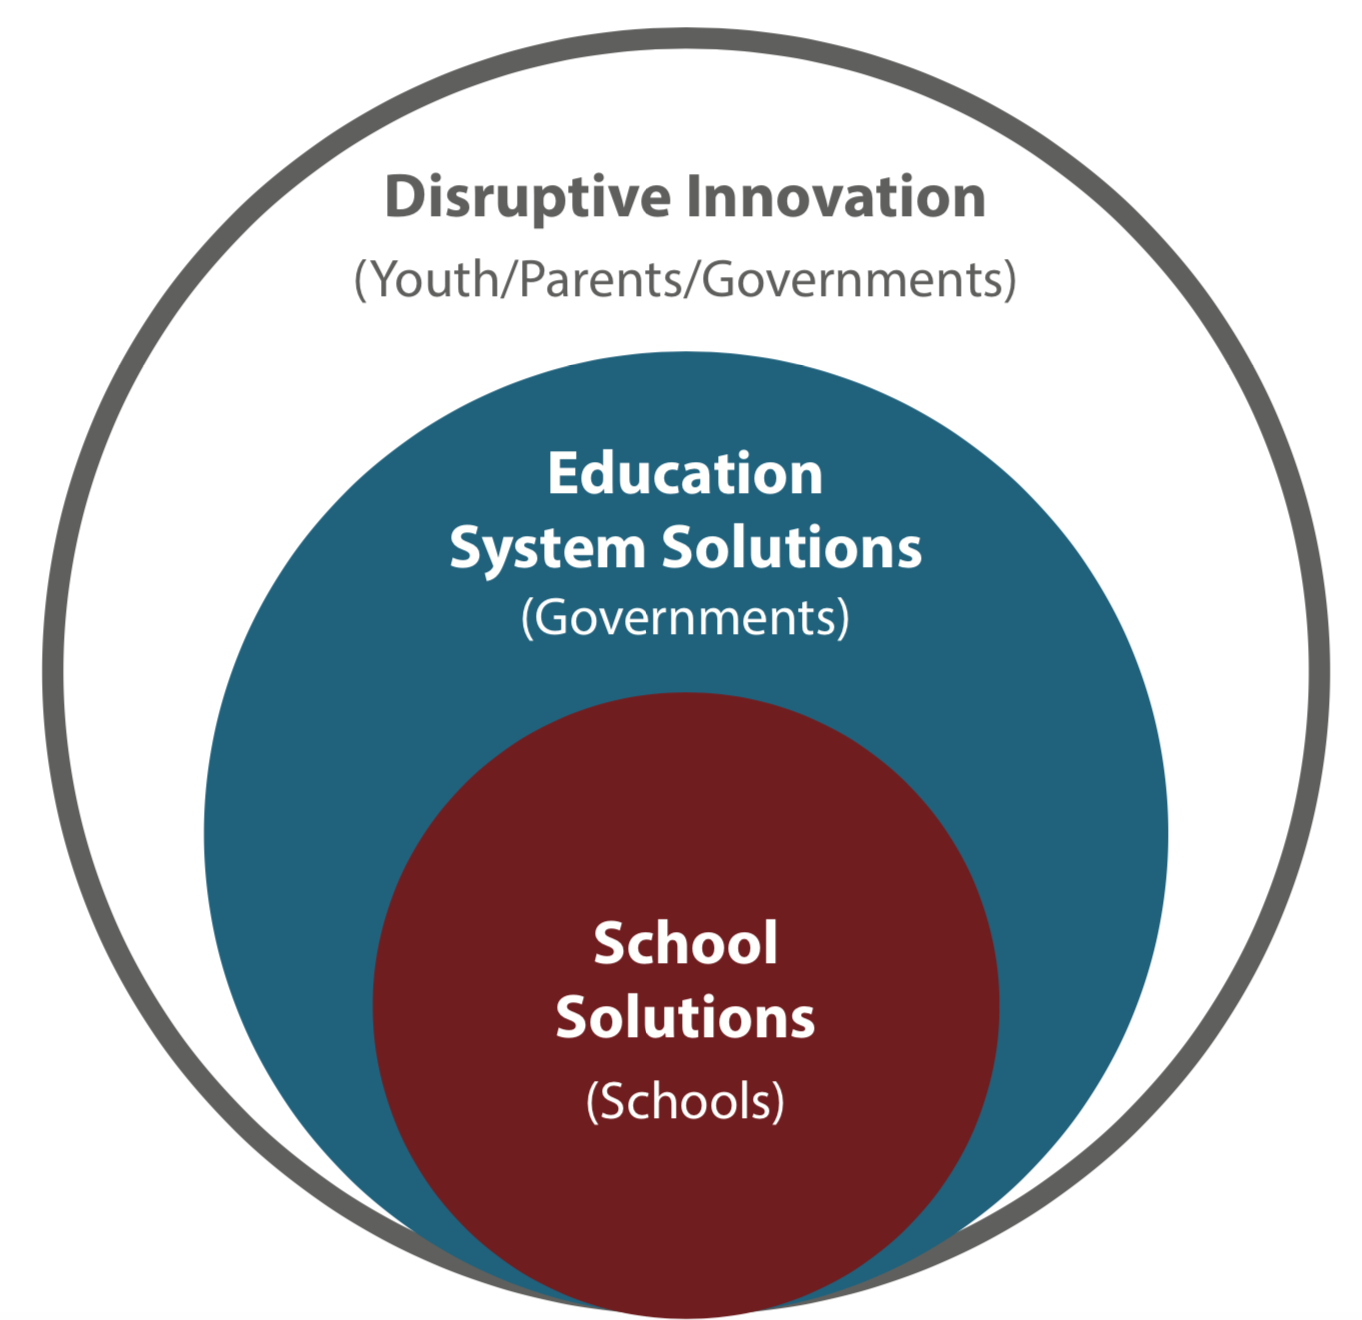 Disruptive Innovation
(Youth/Parents/Governments)
Education
System Solutions
(Governments)
School
Solutions
(Schools)